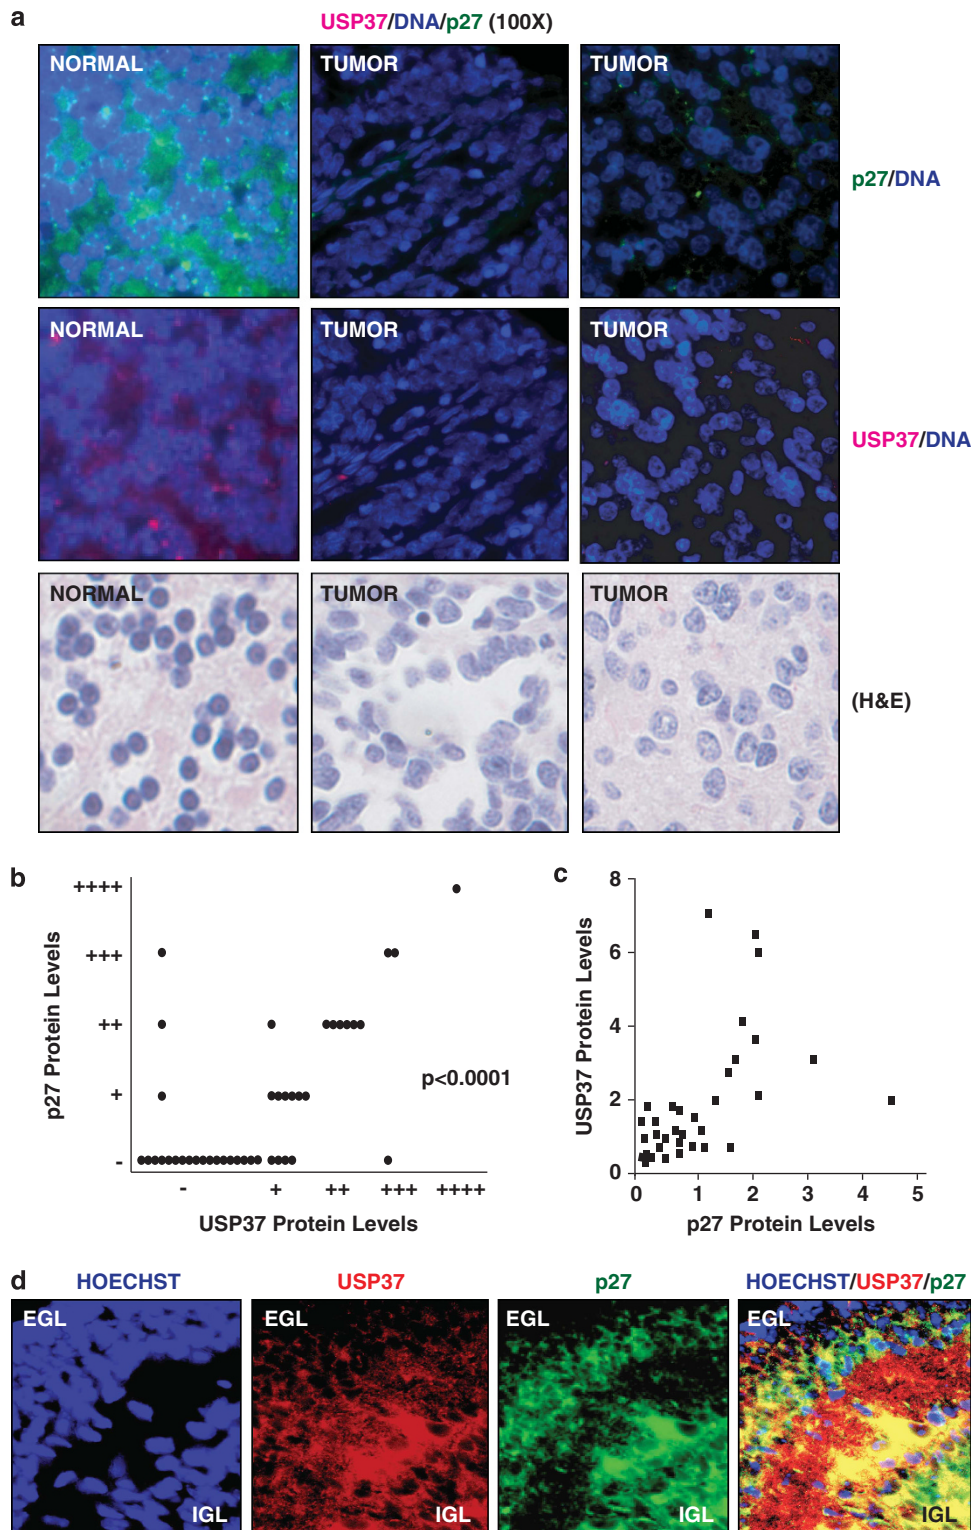 a
USP37/DNA/p27 (100X)
NORMAL TUMOR TUMOR
p27/DNA
NORMAL TUMOR TUMOR
USP37/DNA
NORMAL TUMOR TUMOR
(H&E)
b
p27 Protein Levels
++++
+++
++
+
-
p<0.0001
- + ++ +++ ++++
USP37 Protein Levels
c
USP37 Protein Levels
8
6
4
2
0
0 1 2 3 4 5
p27 Protein Levels
d
HOECHST USP37 p27 HOECHST/USP37/p27
EGL EGL EGL EGL
IGL IGL IGL IGL